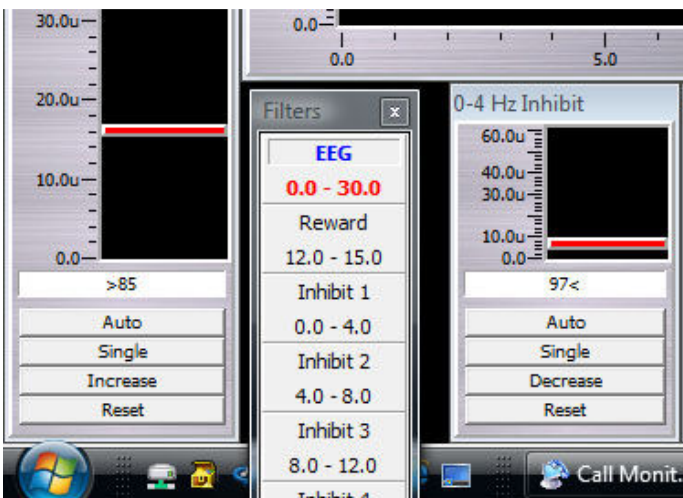 30.0u
20.0u
10.0u
0.0
>85
Auto
Single
Increase
Reset
0.0
0.0 5.0
Filters x
EEG
0.0 - 30.0
Reward
12.0 - 15.0
Inhibit 1
0.0 - 4.0
Inhibit 2
4.0 - 8.0
Inhibit 3
8.0 - 12.0
Inhibit 4
0-4 Hz Inhibit
60.0u
40.0u
30.0u
10.0u
0.0
97<
Auto
Single
Decrease
Reset
Call Monit..